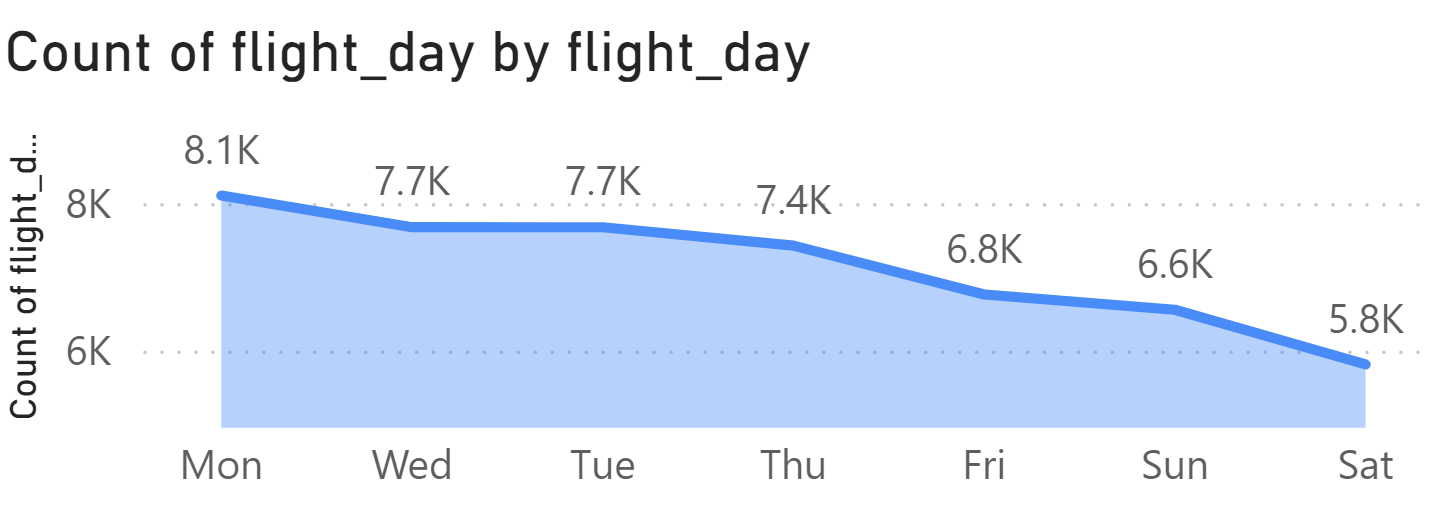 Count of flight_day by flight_day
Count of flight_d...
8K
6K
8.1K
7.7K
7.7K
7.4K
6.8K
6.6K
5.8K
Mon
Wed
Tue
Thu
Fri
Sun
Sat